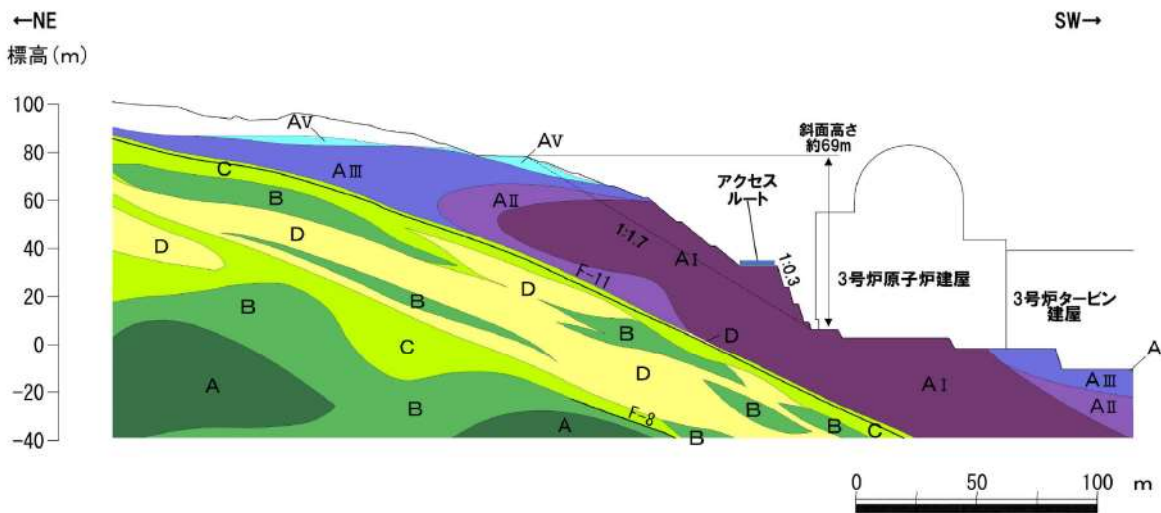 ←NE
SW→
標高(m)
100
80
60
40
20
0
-20
-40
AⅤ
AⅤ
斜面高さ
約69m
アクセス
ルート
C
AⅢ
B
AⅡ
D
D
1:1.7
AⅠ
1:0.3
3号炉原子炉建屋
3号炉タービン
建屋
F-11
D
B
B
B
C
D
D
A
A
AⅢ
AⅠ
AⅡ
B
F-8
B
A
B
C
0
50
100
m